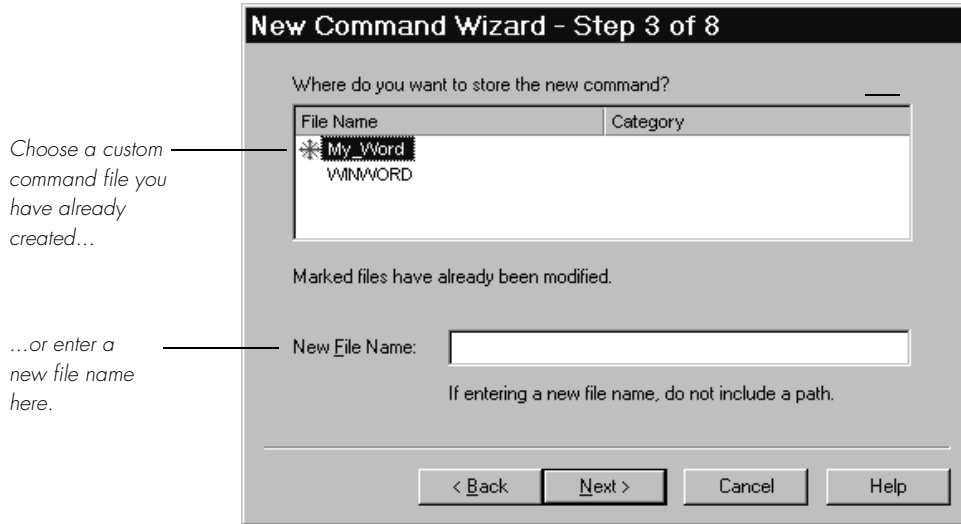 New Command Wizard - Step 3 of 8
Where do you want to store the new command?
File Name Category
My_Word
WINWORD
Choose a custom
command file you
have already
created...
Marked files have already been modified.
...or enter a
new file name
here.
New File Name:
If entering a new file name, do not include a path.
< Back Next > Cancel Help